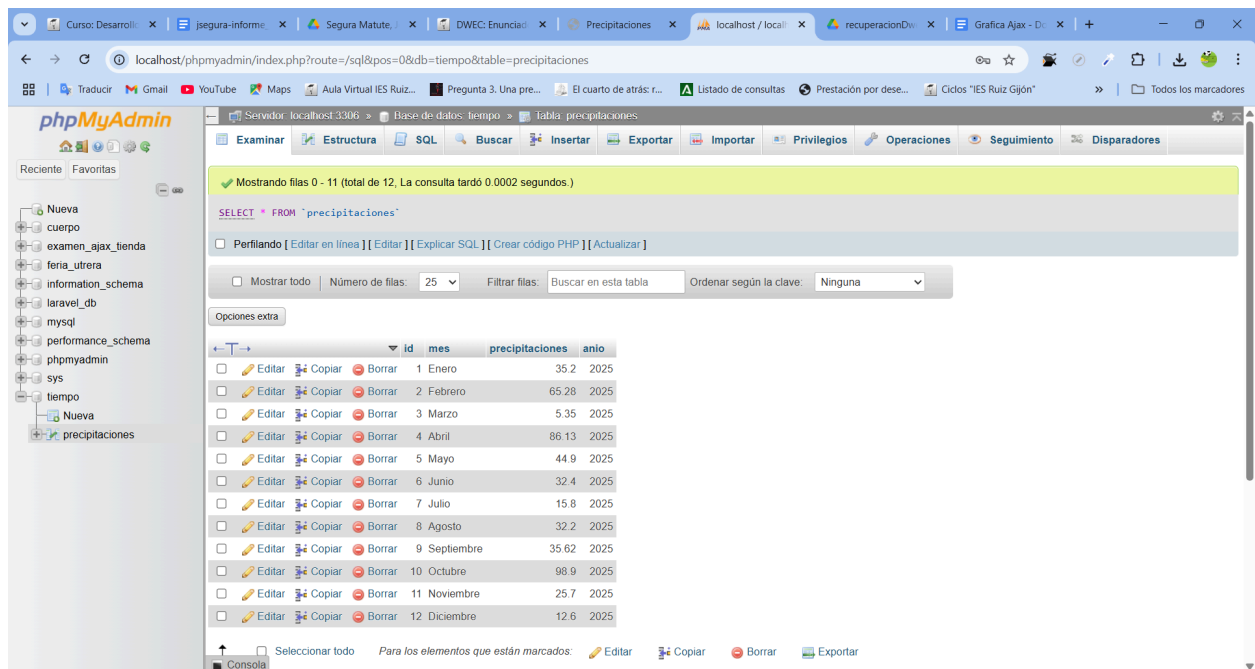 Curso: Desarroll jsegura-informe Segura Matute, DWEC: Enunciad Precipitaciones localhost / local recuperacionDw Grafica Ajax - Do
localhost/phpmyadmin/index.php?route=/sql&pos=0&db=tiempo&table=precipitaciones
Traducir Gmail YouTube Maps Aula Virtual IES Ruiz... Pregunta 3. Una pre... El cuarto de atrás: r... Listado de consultas Prestación por dese... Ciclos "IES Ruiz Gijón" » Todos los marcadores
phpMyAdmin
Reciente Favoritas
Nueva
cuerpo
examen_ajax_tienda
feria_utrera
information_schema
laravel_db
mysql
performance_schema
phpmyadmin
sys
tiempo
Nueva
precipitaciones
Servidor: localhost:3306 » Base de datos: tiempo » Tabla: precipitaciones
Examinar Estructura SQL Buscar Insertar Exportar Importar Privilegios Operaciones Seguimiento Disparadores
Mostrando filas 0 - 11 (total de 12, La consulta tardó 0.0002 segundos.)
SELECT * FROM `precipitaciones`
Perfilando [ Editar en línea ] [ Editar ] [ Explicar SQL ] [ Crear código PHP ] [ Actualizar ]
Mostrar todo | Número de filas: 25 Filtrar filas: Buscar en esta tabla Ordenar según la clave: Ninguna
Opciones extra
←T→ id mes precipitaciones anio
Editar Copiar Borrar 1 Enero 35.2 2025
Editar Copiar Borrar 2 Febrero 65.28 2025
Editar Copiar Borrar 3 Marzo 5.35 2025
Editar Copiar Borrar 4 Abril 86.13 2025
Editar Copiar Borrar 5 Mayo 44.9 2025
Editar Copiar Borrar 6 Junio 32.4 2025
Editar Copiar Borrar 7 Julio 15.8 2025
Editar Copiar Borrar 8 Agosto 32.2 2025
Editar Copiar Borrar 9 Septiembre 35.62 2025
Editar Copiar Borrar 10 Octubre 98.9 2025
Editar Copiar Borrar 11 Noviembre 25.7 2025
Editar Copiar Borrar 12 Diciembre 12.6 2025
Seleccionar todo Para los elementos que están marcados: Editar Copiar Borrar Exportar
Consola